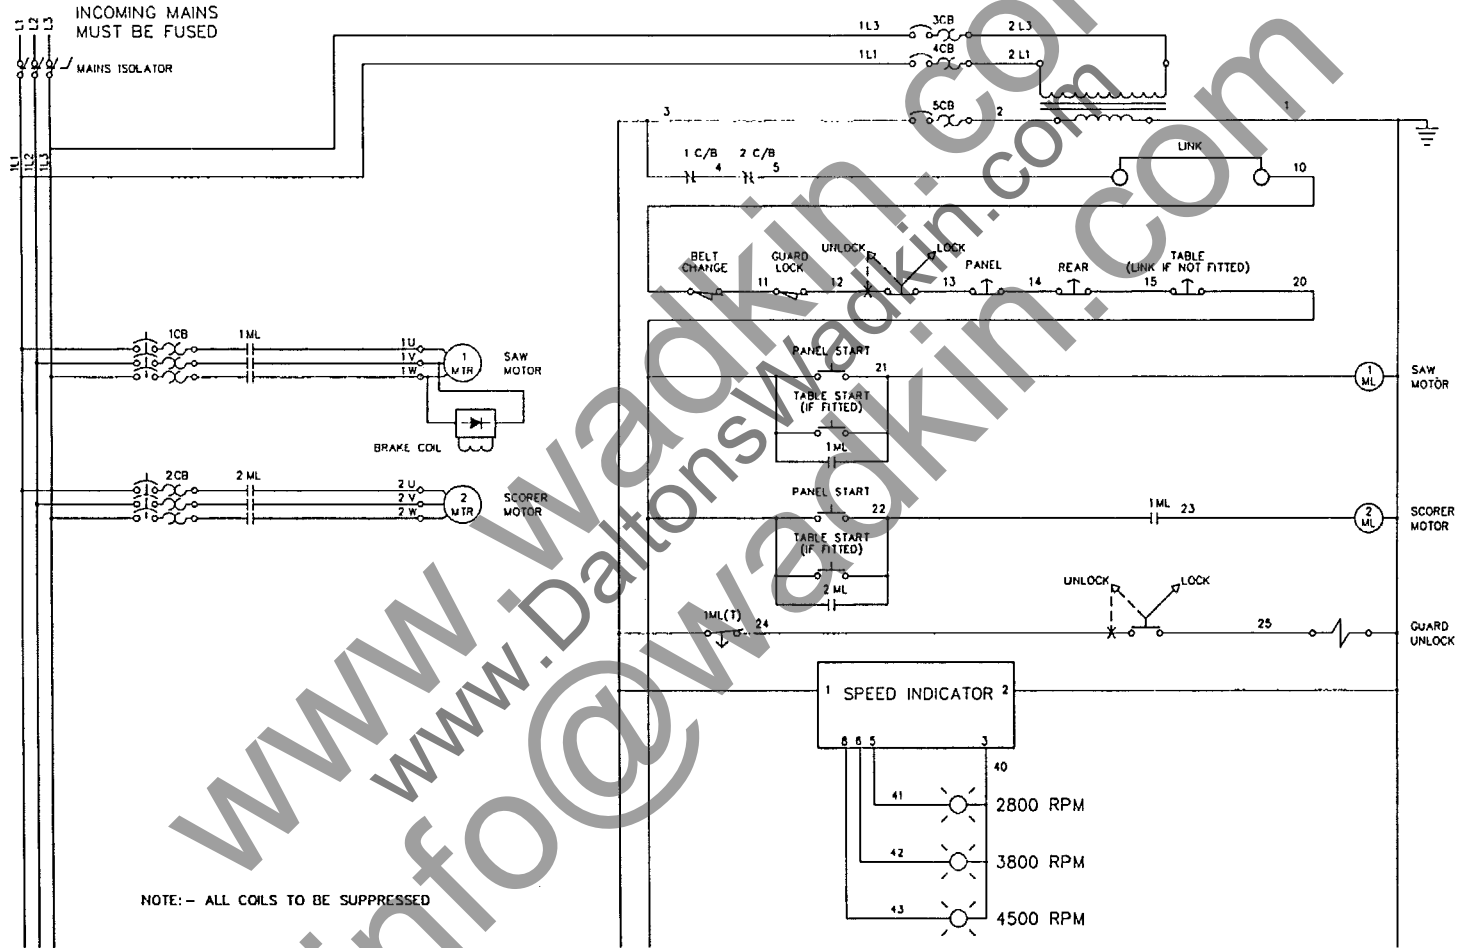 INCOMING MAINS
MUST BE FUSED
L1
L2
L3
MAINS ISOLATOR
1L1
1L2
1L3
1L3
3CB
2L3
1L1
4CB
2L1
3
5CB
2
1
1 C/B
4
2 C/B
5
LINK
10
BELT
CHANGE
11
GUARD
LOCK
12
UNLOCK
LOCK
13
PANEL
14
REAR
15
TABLE
(LINK IF NOT FITTED)
20
1CB
1ML
1U
1V
1W
1
MTR
SAW
MOTOR
BRAKE COIL
PANEL START
21
TABLE START
(IF FITTED)
1ML
1
ML
SAW
MOTOR
2CB
2 ML
2 U
2 V
2 W
2
MTR
SCORER
MOTOR
PANEL START
22
TABLE START
(IF FITTED)
2 ML
1ML
23
2
ML
SCORER
MOTOR
1ML(T)
24
UNLOCK
LOCK
25
GUARD
UNLOCK
1 SPEED INDICATOR 2
8 6 5 3
40
41
2800 RPM
42
3800 RPM
43
4500 RPM
NOTE:- ALL COILS TO BE SUPPRESSED
www.wadkin.com
www.DaltonsWadkin.com
info@wadkin.com